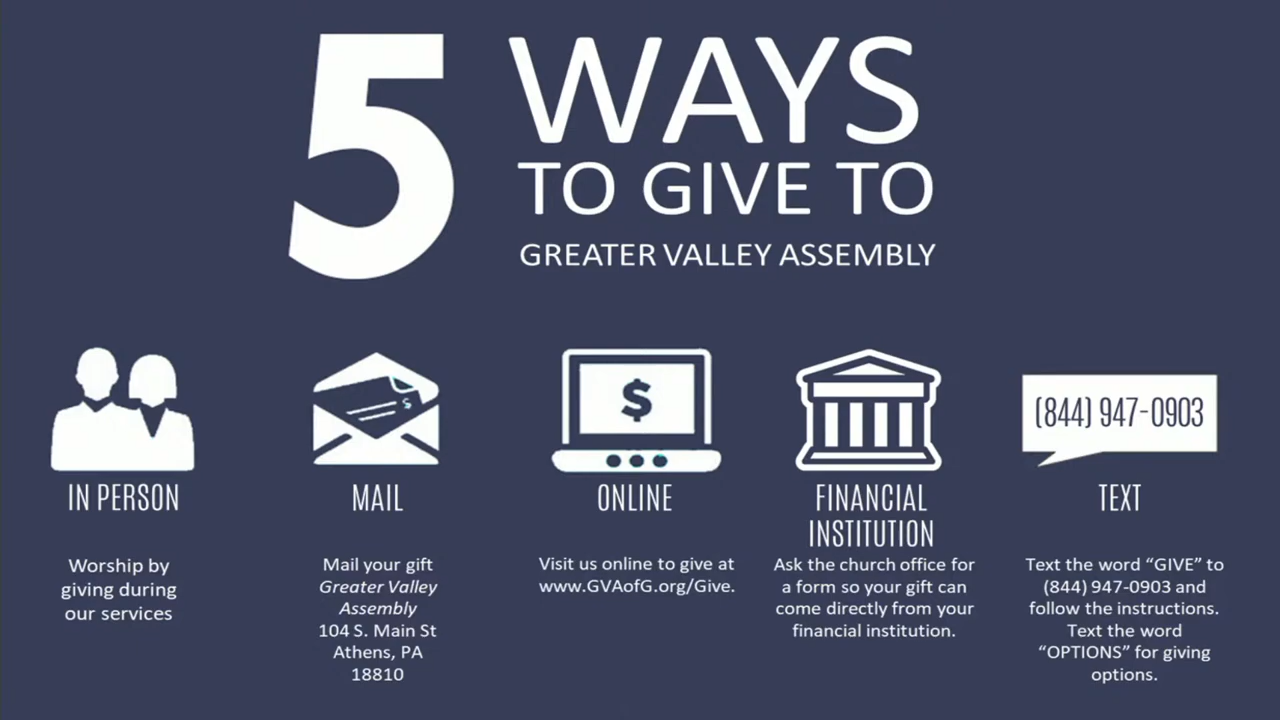 5 WAYS
TO GIVE TO
GREATER VALLEY ASSEMBLY
$
$
(844) 947-0903
IN PERSON
Worship by
giving during
our services
MAIL
Mail your gift
Greater Valley
Assembly
104 S. Main St
Athens, PA
18810
ONLINE
Visit us online to give at
www.GVAofG.org/Give.
FINANCIAL
INSTITUTION
Ask the church office for
a form so your gift can
come directly from your
financial institution.
TEXT
Text the word “GIVE” to
(844) 947-0903 and
follow the instructions.
Text the word
“OPTIONS” for giving
options.